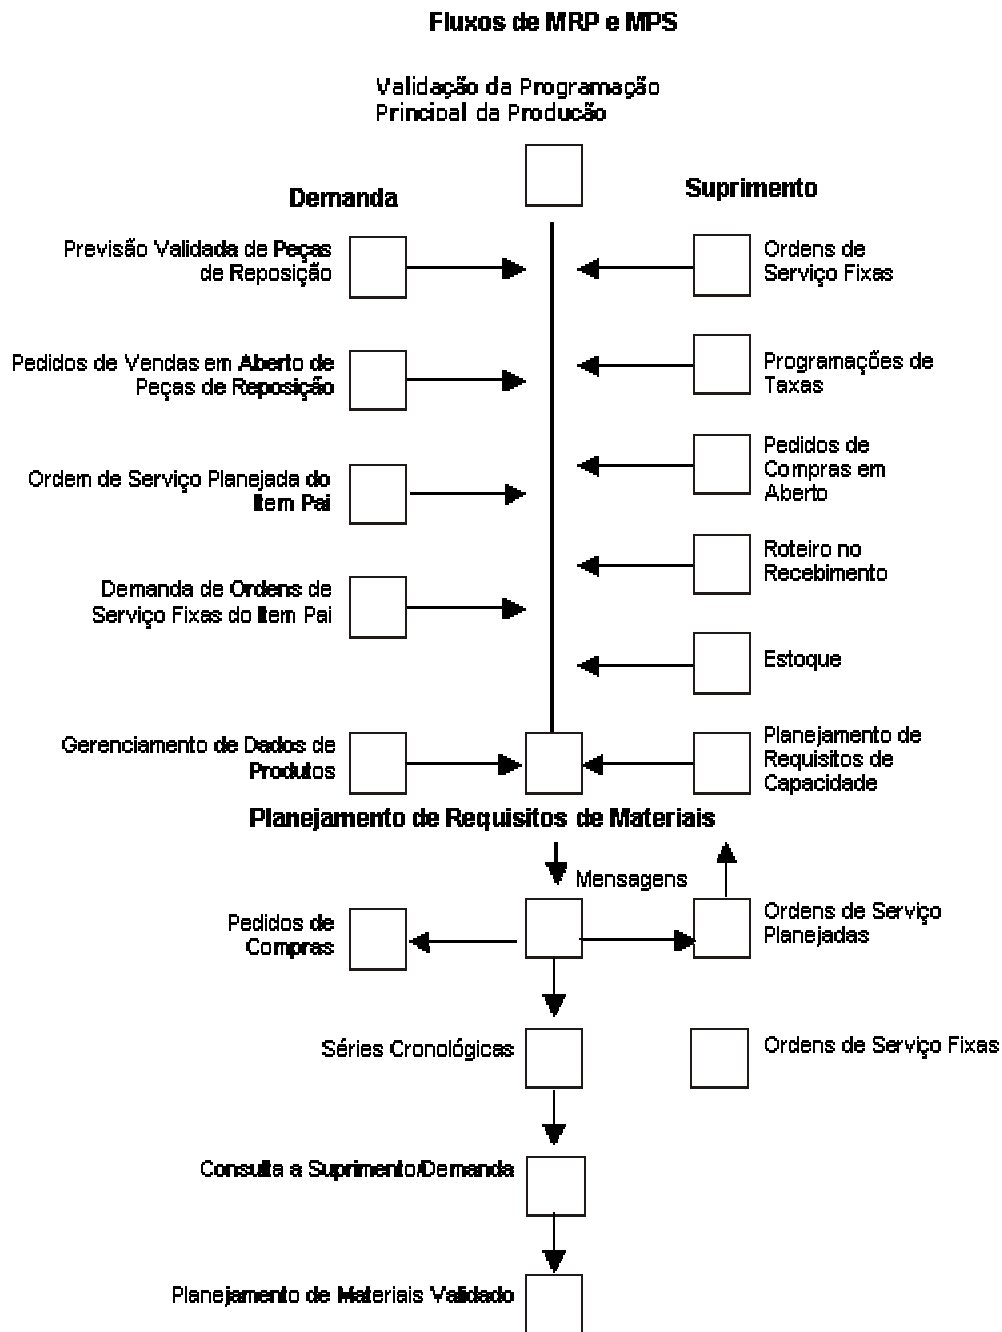 Fluxos de MRP e MPS
Validação da Programação
Principal da Producão
Demanda
Suprimento
Previsão Validada de Peças
de Reposição
Ordens de
Serviço Fixas
Pedidos de Vendas em Aberto de
Peças de Reposição
Programações de
Taxas
Ordem de Serviço Planejada do
Item Pai
Pedidos de
Compras em
Aberto
Demanda de Ordens de
Serviço Fixas do Item Pai
Roteiro no
Recebimento
Estoque
Gerenciamento de Dados de
Produtos
Planejamento de
Requisitos de
Capacidade
Planejamento de Requisitos de Materiais
Mensagens
Pedidos de
Compras
Ordens de Serviço
Planejadas
Séries Cronológicas
Ordens de Serviço Fixas
Consulta a Suprimento/Demanda
Planejamento de Materiais Validado